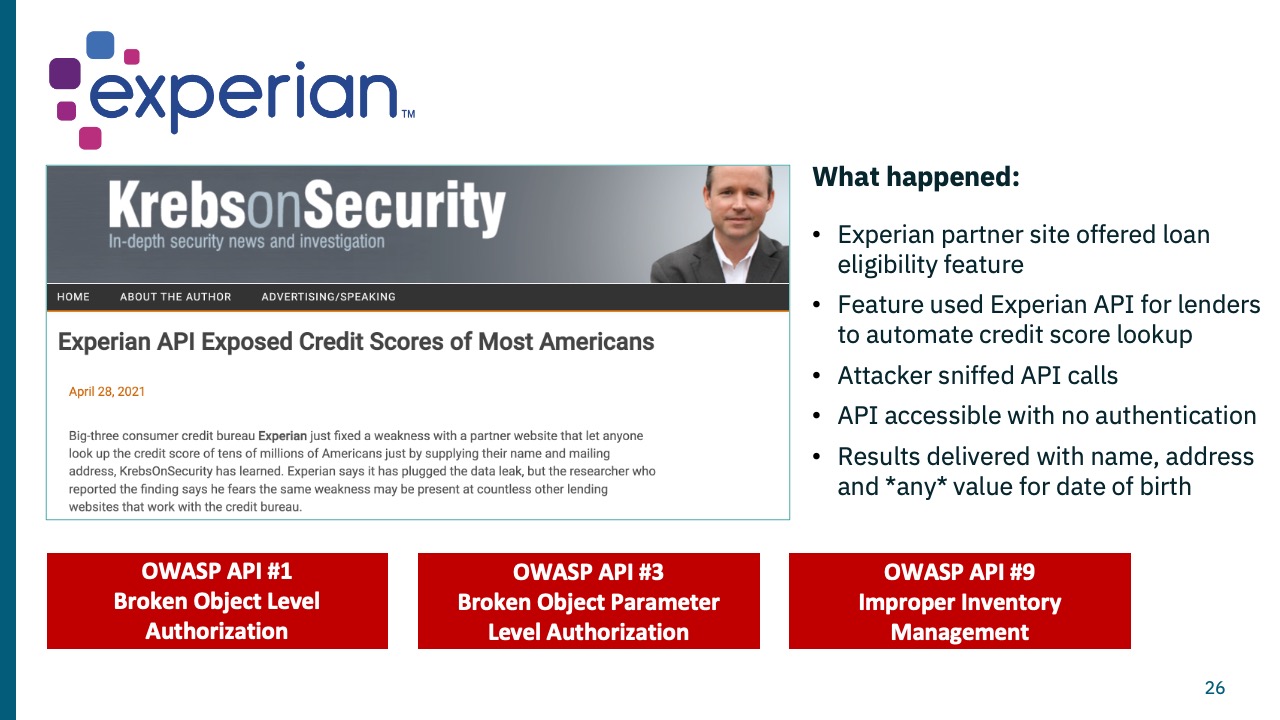 experian™
KrebsonSecurity
In-depth security news and investigation
HOME ABOUT THE AUTHOR ADVERTISING/SPEAKING
Experian API Exposed Credit Scores of Most Americans
April 28, 2021
Big-three consumer credit bureau Experian just fixed a weakness with a partner website that let anyone
look up the credit score of tens of millions of Americans just by supplying their name and mailing
address, KrebsOnSecurity has learned. Experian says it has plugged the data leak, but the researcher who
reported the finding says he fears the same weakness may be present at countless other lending
websites that work with the credit bureau.
What happened:
• Experian partner site offered loan
eligibility feature
• Feature used Experian API for lenders
to automate credit score lookup
• Attacker sniffed API calls
• API accessible with no authentication
• Results delivered with name, address
and *any* value for date of birth
OWASP API #1
Broken Object Level
Authorization
OWASP API #3
Broken Object Parameter
Level Authorization
OWASP API #9
Improper Inventory
Management
26